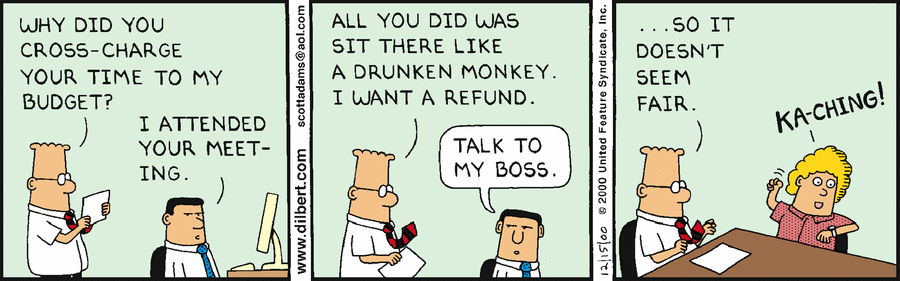 WHY DID YOU
CROSS-CHARGE
YOUR TIME TO MY
BUDGET?
I ATTENDED
YOUR MEET-
ING.
www.dilbert.com
scottadams@aol.com
ALL YOU DID WAS
SIT THERE LIKE
A DRUNKEN MONKEY.
I WANT A REFUND.
TALK TO
MY BOSS.
12/15/00
© 2000 United Feature Syndicate, Inc.
...SO IT
DOESN'T
SEEM
FAIR.
KA-CHING!